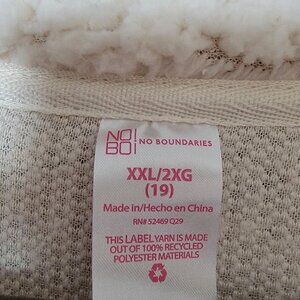 NO
BO
NO BOUNDARIES
XXL/2XG
(19)
Made in/Hecho en China
RN# 52469 Q29
THIS LABEL YARN IS MADE
OUT OF 100% RECYCLED
POLYESTER MATERIALS